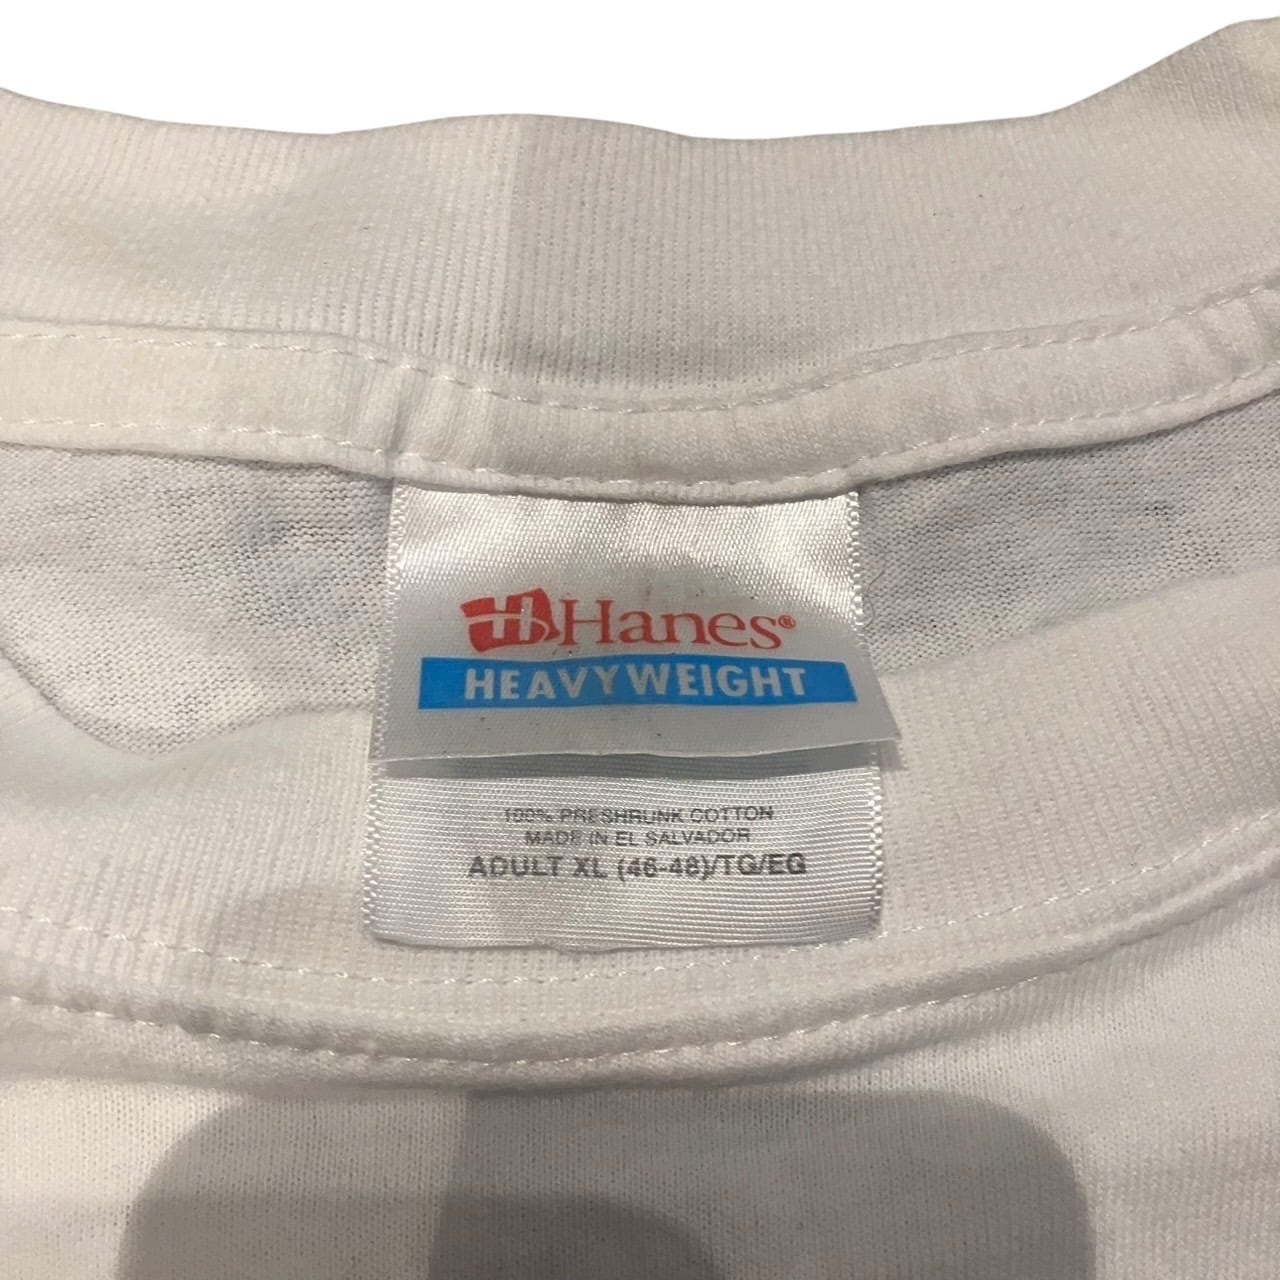 Hanes®
HEAVYWEIGHT
100% PRESHRUNK COTTON
MADE IN EL SALVADOR
ADULT XL (46-48)/TG/EG